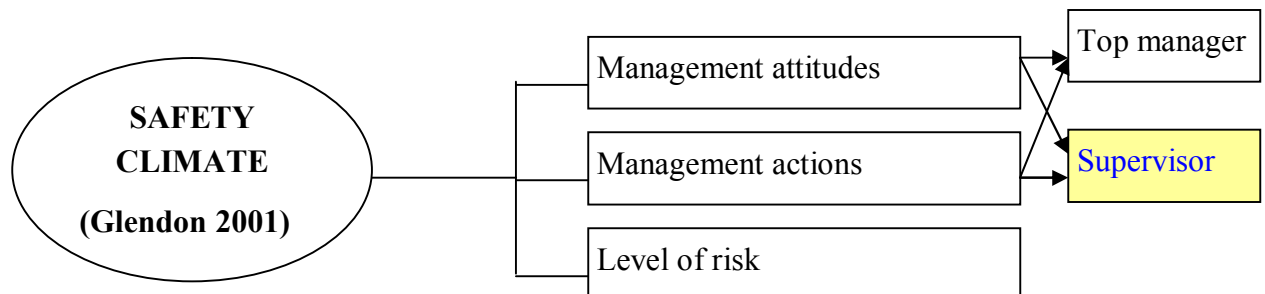 SAFETY
CLIMATE
(Glendon 2001)
Management attitudes
Management actions
Level of risk
Top manager
Supervisor